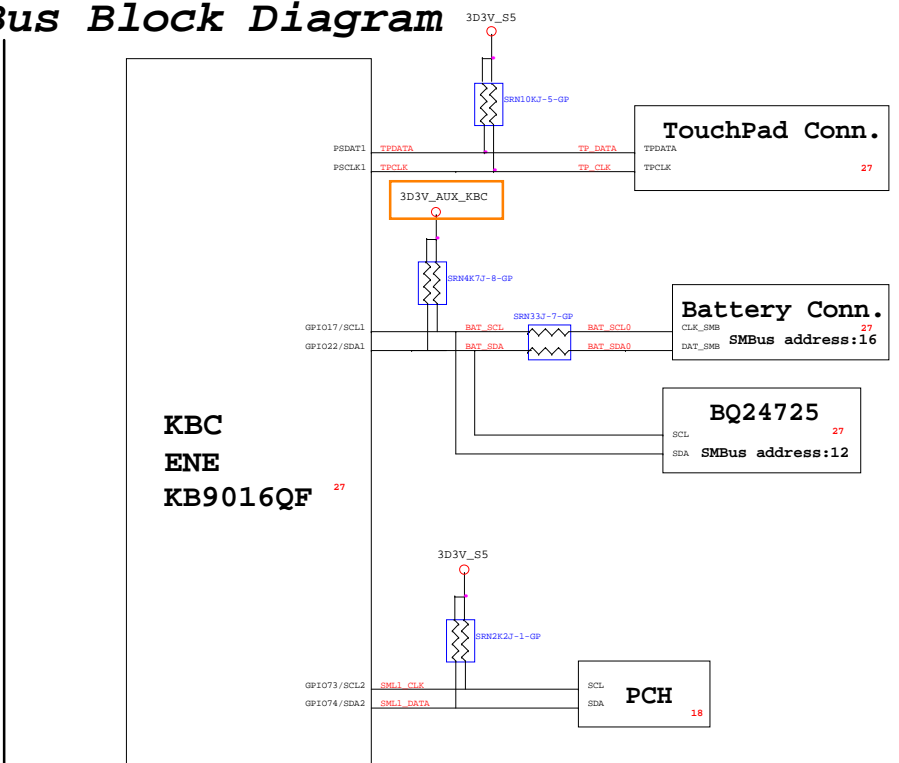 Bus Block Diagram
3D3V_S5
SRN10KJ-5-GP
TouchPad Conn.
PSDAT1 TPDATA TP_DATA TPDATA
PSCLK1 TPCLK TP_CLK TPCLK 27
3D3V_AUX_KBC
SRN4K7J-8-GP
Battery Conn.
SRN33J-7-GP
GPIO17/SCL1 BAT_SCL BAT_SCL0 CLK_SMB 27
GPIO22/SDA1 BAT_SDA BAT_SDA0 DAT_SMB SMBus address:16
BQ24725
SCL 27
SDA SMBus address:12
KBC
ENE
KB9016QF 27
3D3V_S5
SRN2K2J-1-GP
GPIO73/SCL2 SML1_CLK SCL
GPIO74/SDA2 SML1_DATA SDA PCH
18